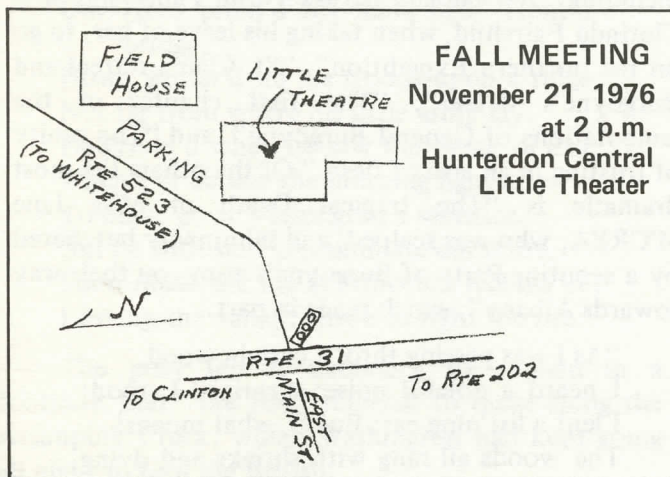 FIELD
HOUSE
LITTLE
THEATRE
FALL MEETING
November 21, 1976
at 2 p.m.
Hunterdon Central
Little Theater
PARKING
RTE 523
(TO WHITEHOUSE)
N
RTE. 31
TO CLINTON
TO RTE 202
EAST
MAIN ST.